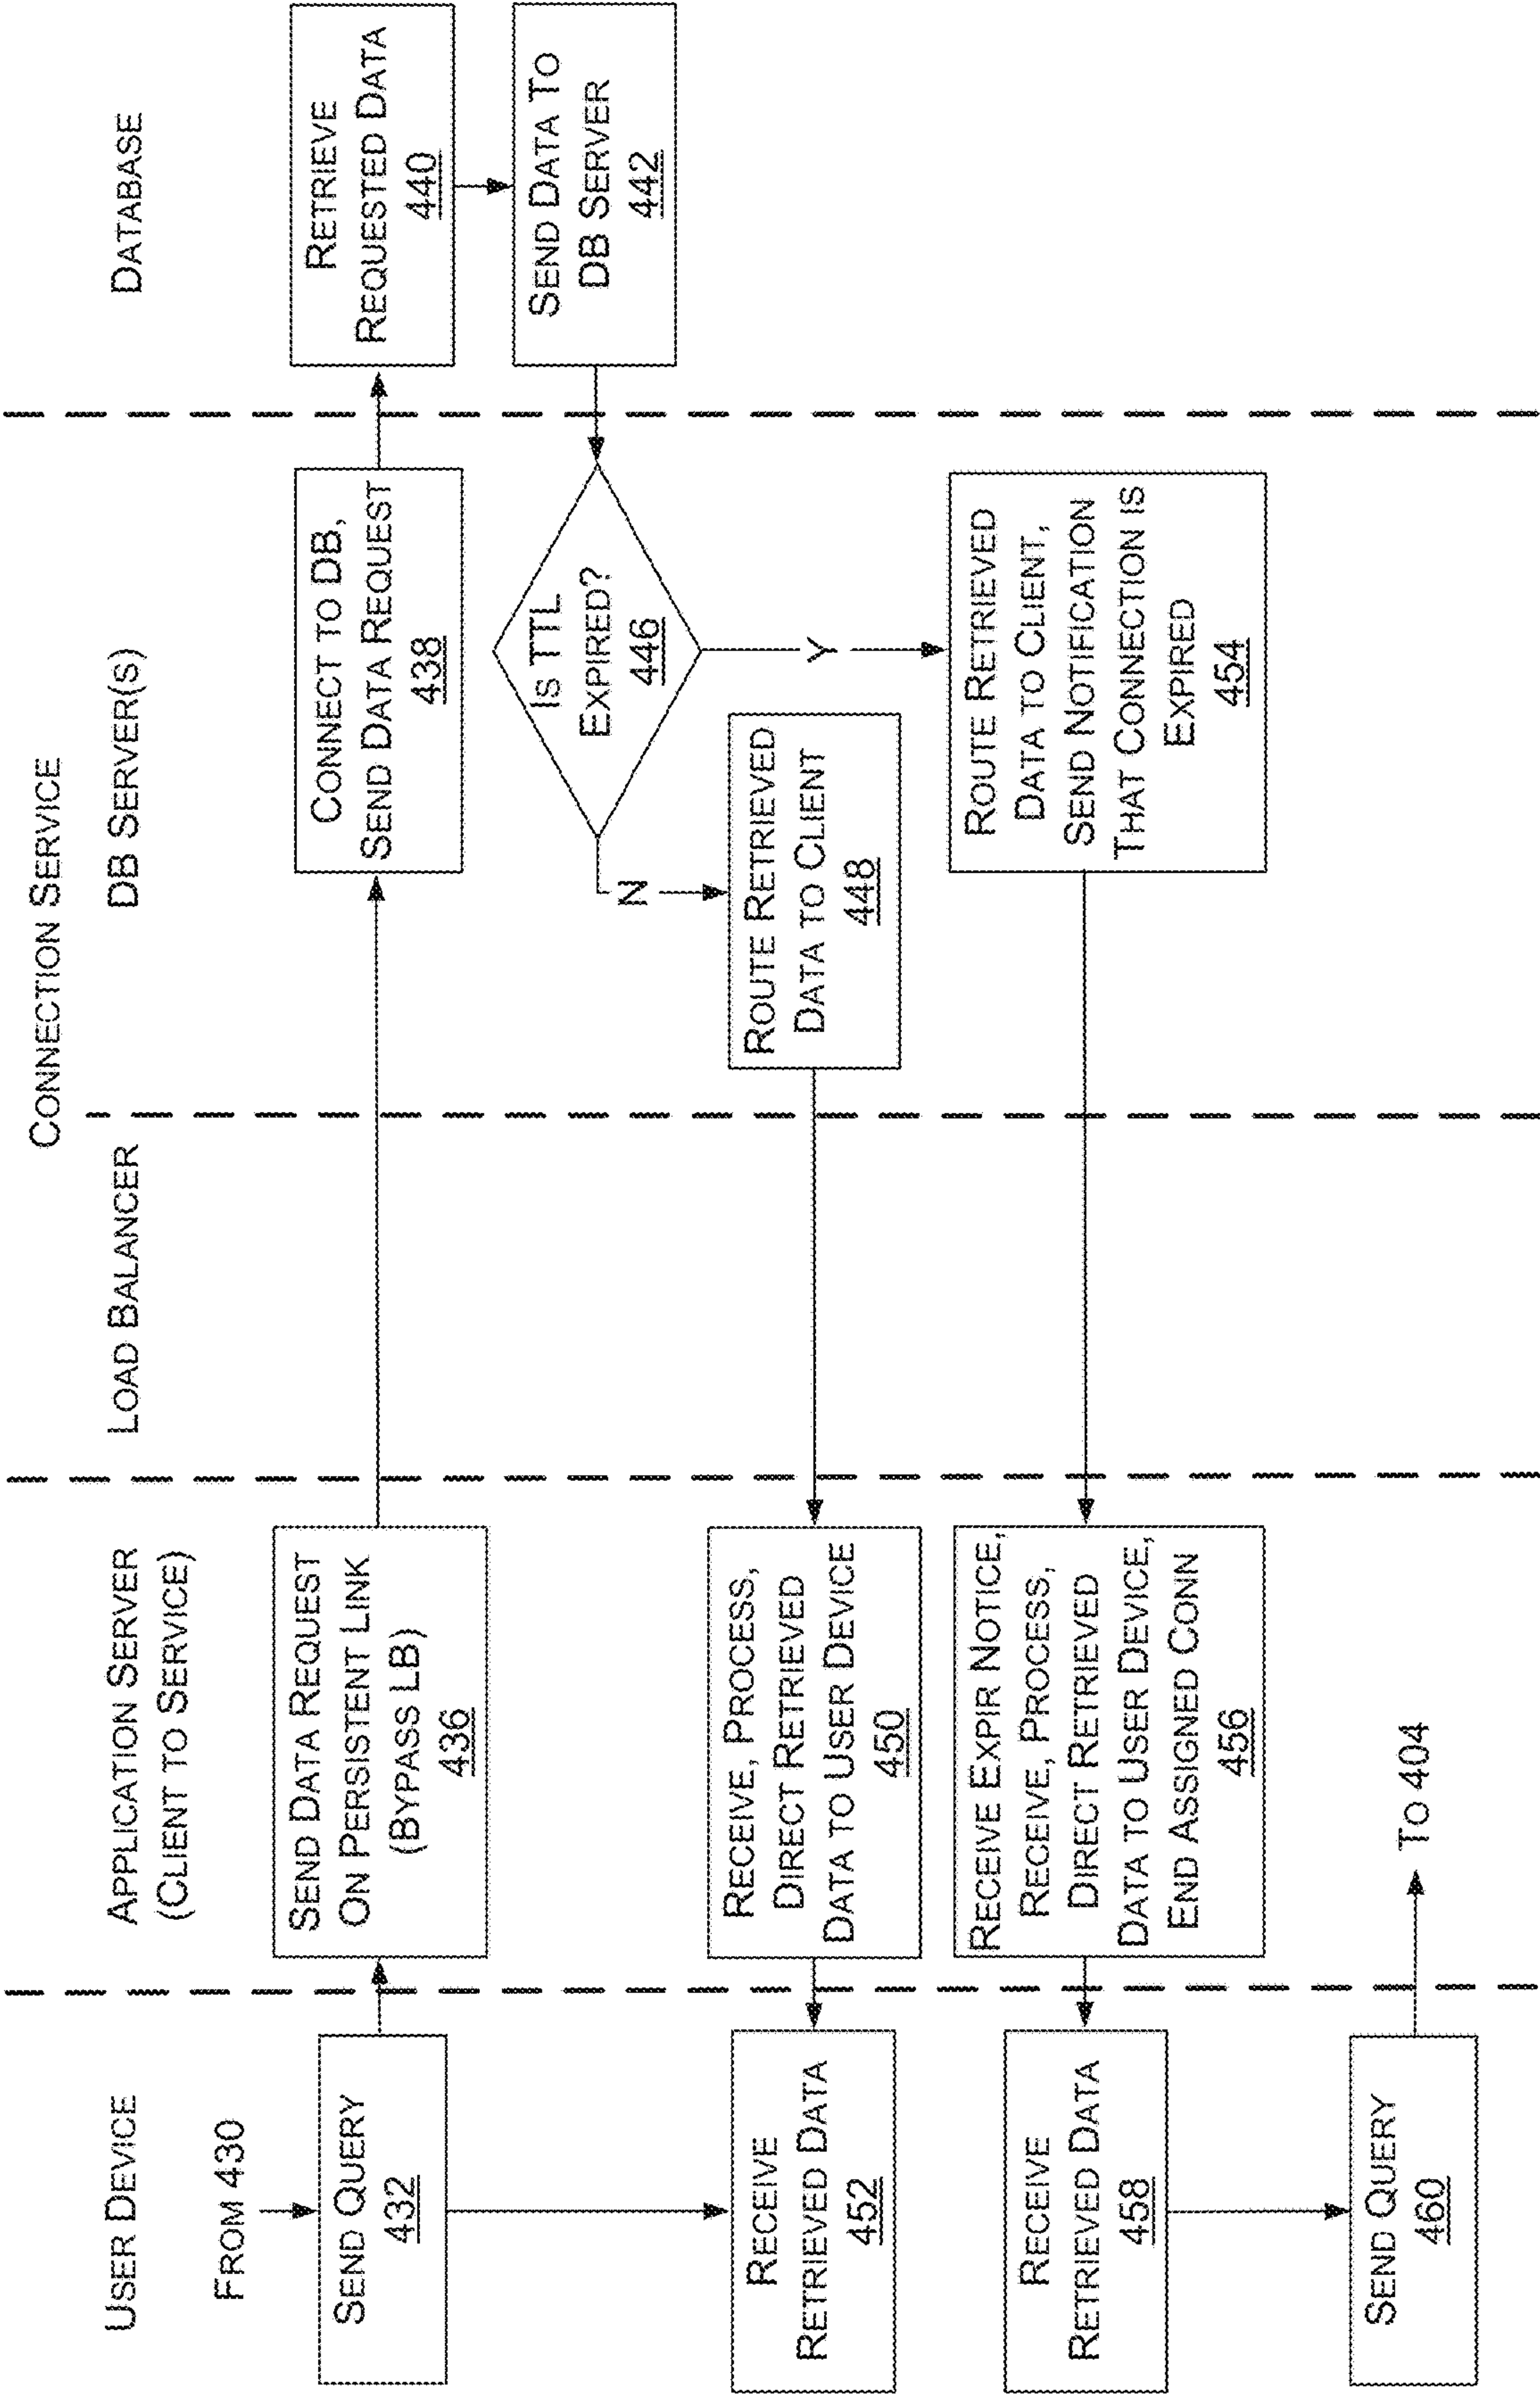 CONNECTION SERVICE
USER DEVICE
APPLICATION SERVER
(CLIENT TO SERVICE)
LOAD BALANCER
DB SERVER(S)
DATABASE
FROM 430
SEND QUERY
432
SEND DATA REQUEST
ON PERSISTENT LINK
(BYPASS LB)
436
CONNECT TO DB,
SEND DATA REQUEST
438
RETRIEVE
REQUESTED DATA
440
SEND DATA TO
DB SERVER
442
IS TTL
EXPIRED?
446
N
Y
ROUTE RETRIEVED
DATA TO CLIENT
448
RECEIVE, PROCESS,
DIRECT RETRIEVED
DATA TO USER DEVICE
450
RECEIVE
RETRIEVED DATA
452
ROUTE RETRIEVED
DATA TO CLIENT,
SEND NOTIFICATION
THAT CONNECTION IS
EXPIRED
454
RECEIVE EXPIR NOTICE,
RECEIVE, PROCESS,
DIRECT RETRIEVED
DATA TO USER DEVICE,
END ASSIGNED CONN
456
RECEIVE
RETRIEVED DATA
458
SEND QUERY
460
TO 404